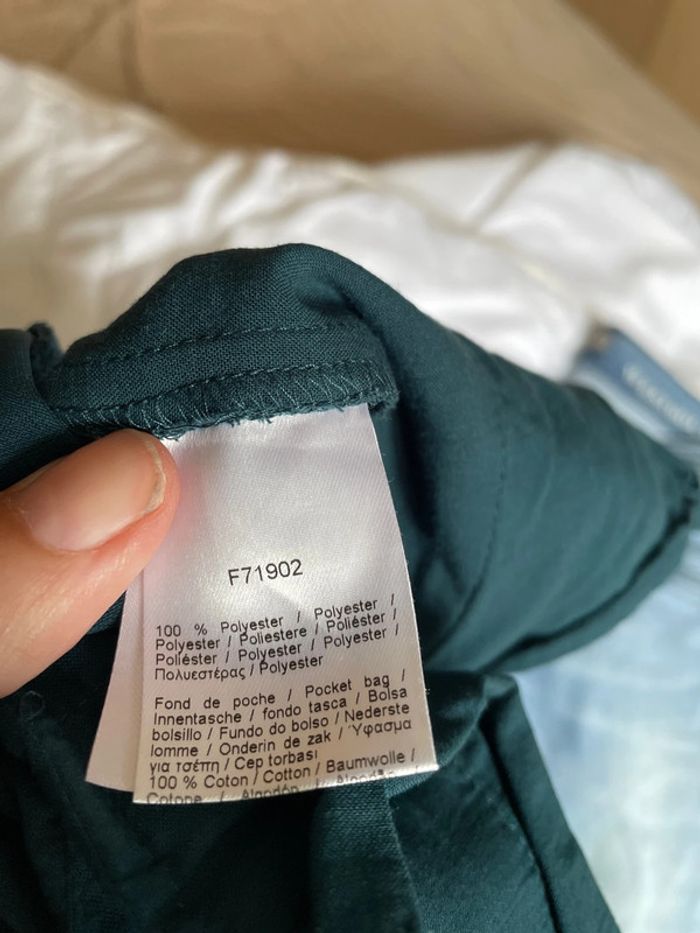 F71902
100 % Polyester / Polyester /
Polyester / Poliestere / Poliéster /
Poliéster / Polyester / Polyester /
Πολυεστέρας / Polyester
Fond de poche / Pocket bag /
Innentasche / fondo tasca / Bolsa
bolsillo / Fundo do bolso / Nederste
lomme / Onderin de zak / Ύφασμα
για τσέπη / Cep torbası
100 % Coton / Cotton / Baumwolle /
Cotone / Algodón /